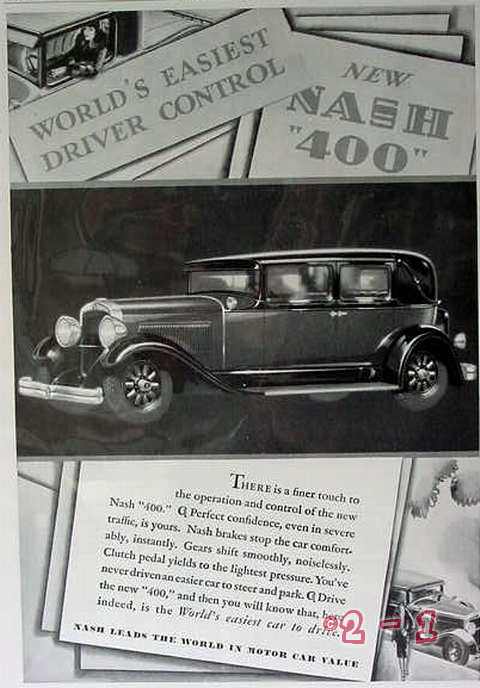 WORLD'S EASIEST
DRIVER CONTROL
NEW
NASH
"400"
THERE is a finer touch to
the operation and control of the new
Nash "400." ℂ Perfect confidence, even in severe
traffic, is yours. Nash brakes stop the car comfort-
ably, instantly. Gears shift smoothly, noiselessly.
Clutch pedal yields to the lightest pressure. You've
never driven an easier car to steer and park. ℂ Drive
the new "400," and then you will know that, here
indeed, is the World's easiest car to drive.
NASH LEADS THE WORLD IN MOTOR CAR VALUE
©2 - 1